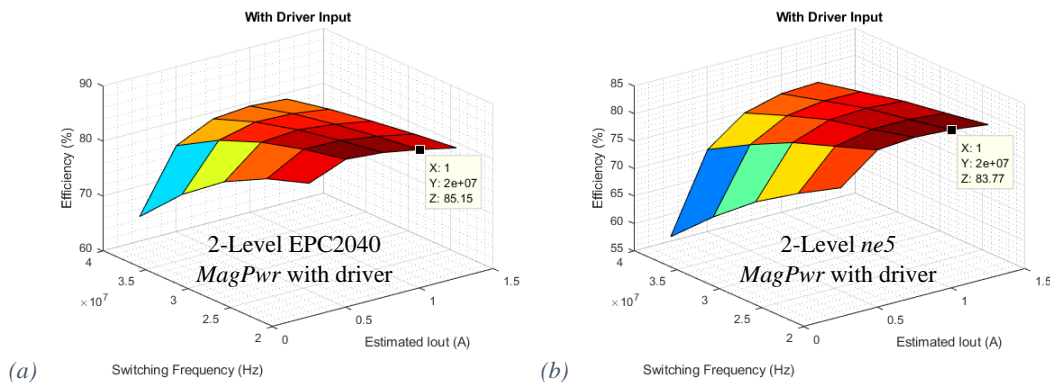 With Driver Input
90
80
70
60
Efficiency (%)
4
3.5
3
2.5
2
× 10⁷
0
0.5
1
1.5
Estimated Iout (A)
Switching Frequency (Hz)
X: 1
Y: 2e+07
Z: 85.15
2-Level EPC2040
MagPwr with driver
(a)
With Driver Input
85
80
75
70
65
60
55
Efficiency (%)
4
3.5
3
2.5
2
× 10⁷
0
0.5
1
1.5
Estimated Iout (A)
Switching Frequency (Hz)
X: 1
Y: 2e+07
Z: 83.77
2-Level ne5
MagPwr with driver
(b)